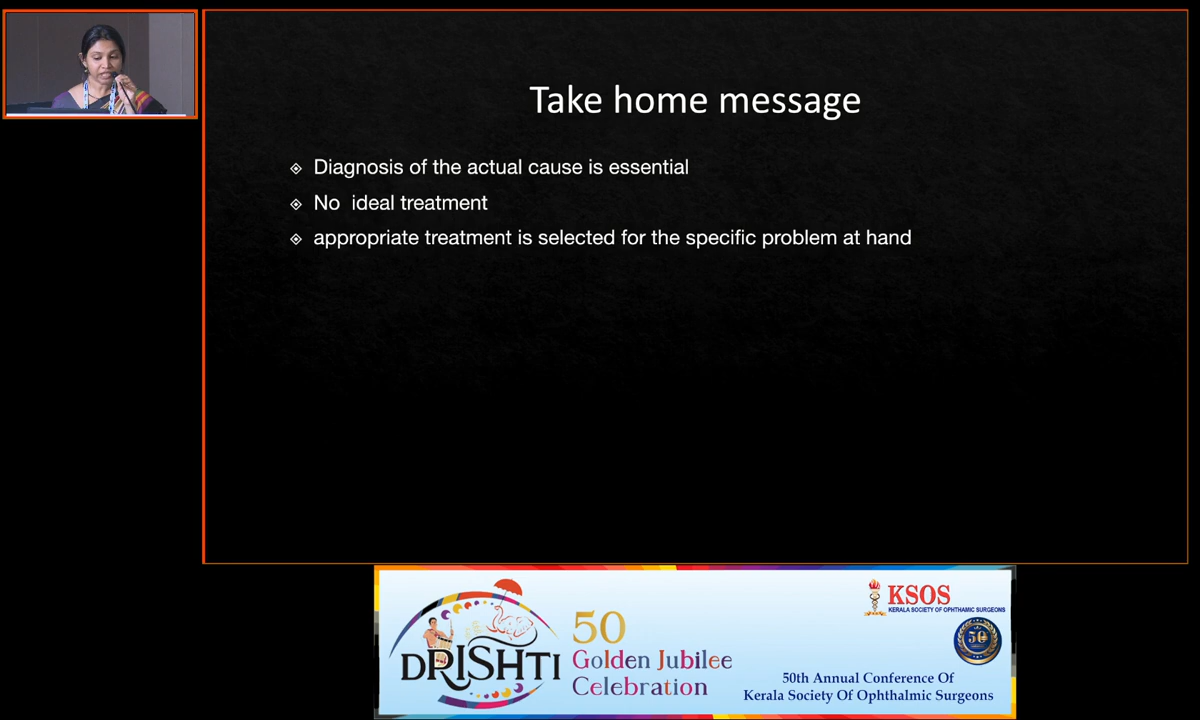 Take home message
Diagnosis of the actual cause is essential
No ideal treatment
appropriate treatment is selected for the specific problem at hand
DRISHTI
50
Golden Jubilee
Celebration
KSOS
KERALA SOCIETY OF OPHTHAMIC SURGEONS
50
50th Annual Conference Of
Kerala Society Of Ophthalmic Surgeons